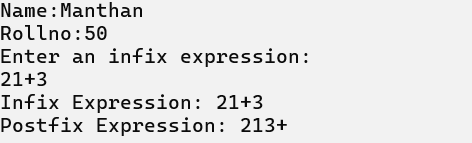 Name:Manthan
Rollno:50
Enter an infix expression:
21+3
Infix Expression: 21+3
Postfix Expression: 213+